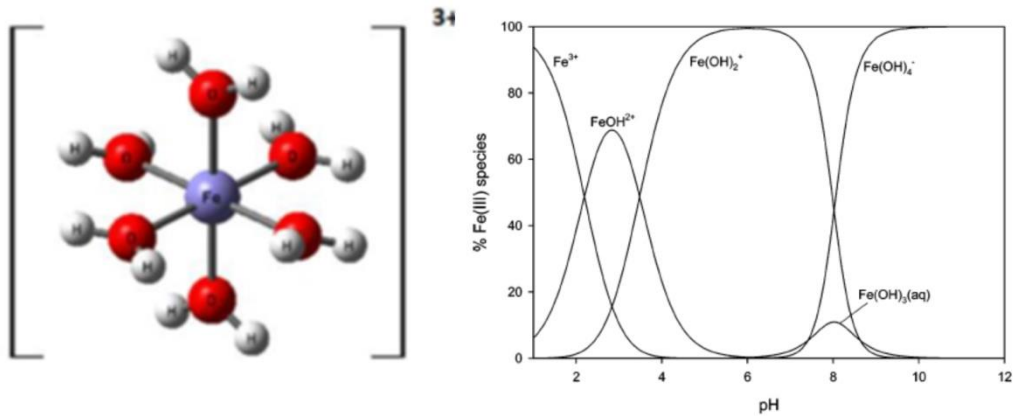 3+
H
H
O
H
H
O
O
H
Fe
H
O
H
H
H
O
H
H
100
80
60
40
20
0
% Fe(III) species
Fe³⁺
FeOH²⁺
Fe(OH)₂⁺
Fe(OH)₄⁻
Fe(OH)₃(aq)
2 4 6 8 10 12
pH